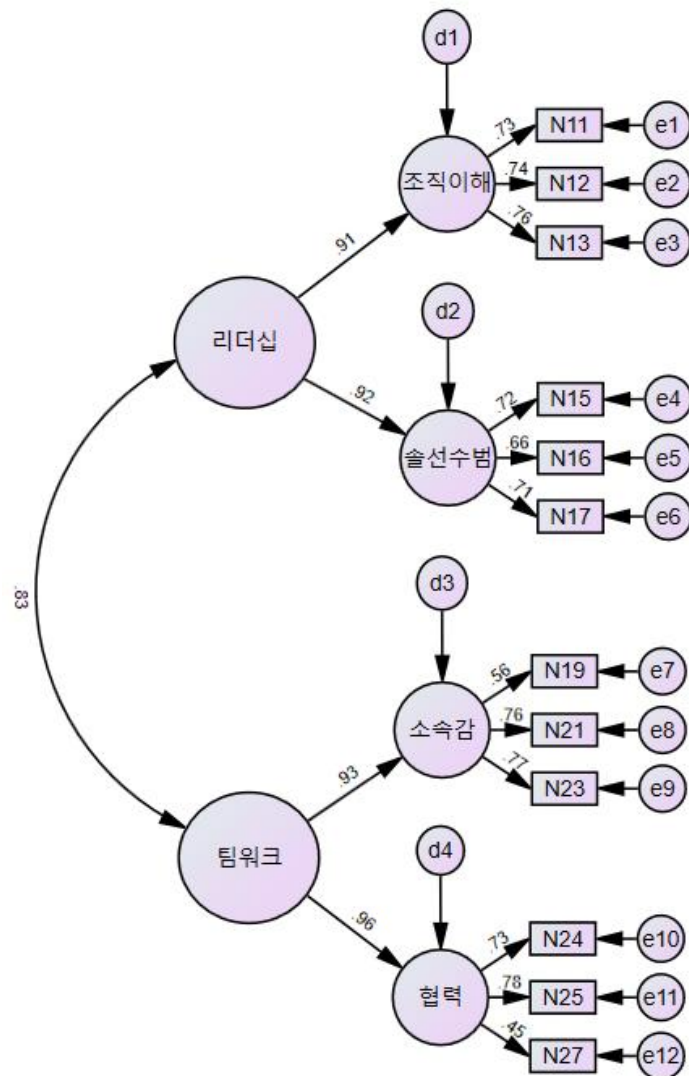 d1
.73
N11
e1
조직이해
.74
N12
e2
.76
N13
e3
.91
리더십
d2
.92
.72
N15
e4
솔선수범
.66
N16
e5
.71
N17
e6
.83
d3
.56
N19
e7
소속감
.76
N21
e8
.77
N23
e9
.93
팀워크
d4
.96
.73
N24
e10
협력
.78
N25
e11
.45
N27
e12